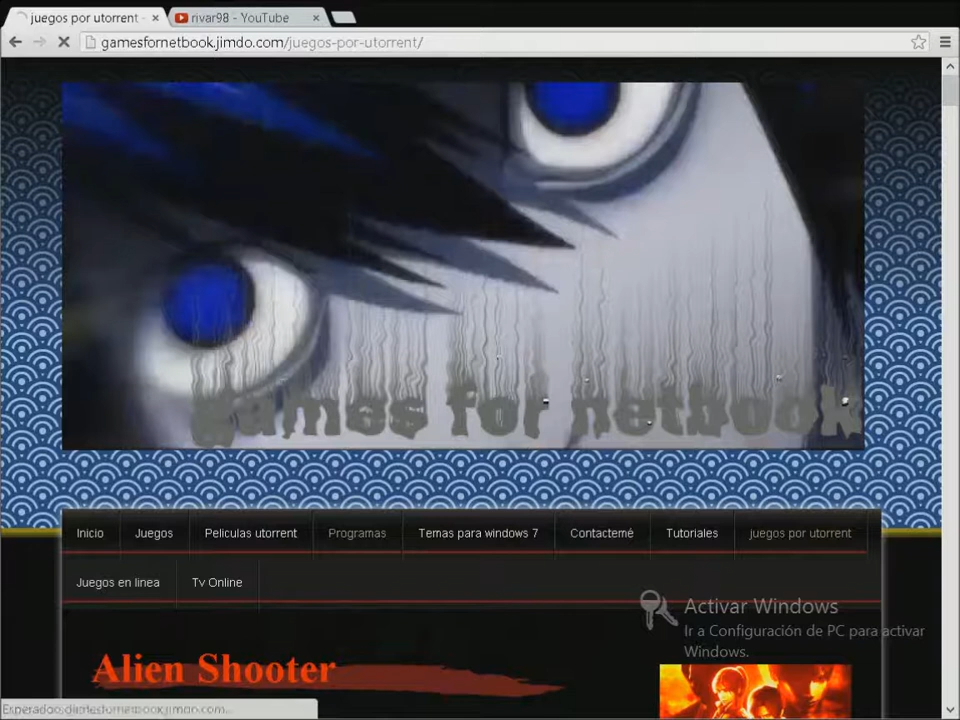 juegos por utorrent -
rivar98 - YouTube
gamesfornetbook.jimdo.com/juegos-por-utorrent/
games for netbook
Inicio
Juegos
Peliculas utorrent
Programas
Temas para windows 7
Contactemé
Tutoriales
juegos por utorrent
Juegos en linea
Tv Online
Activar Windows
Ir a Configuración de PC para activar
Windows.
Alien Shooter